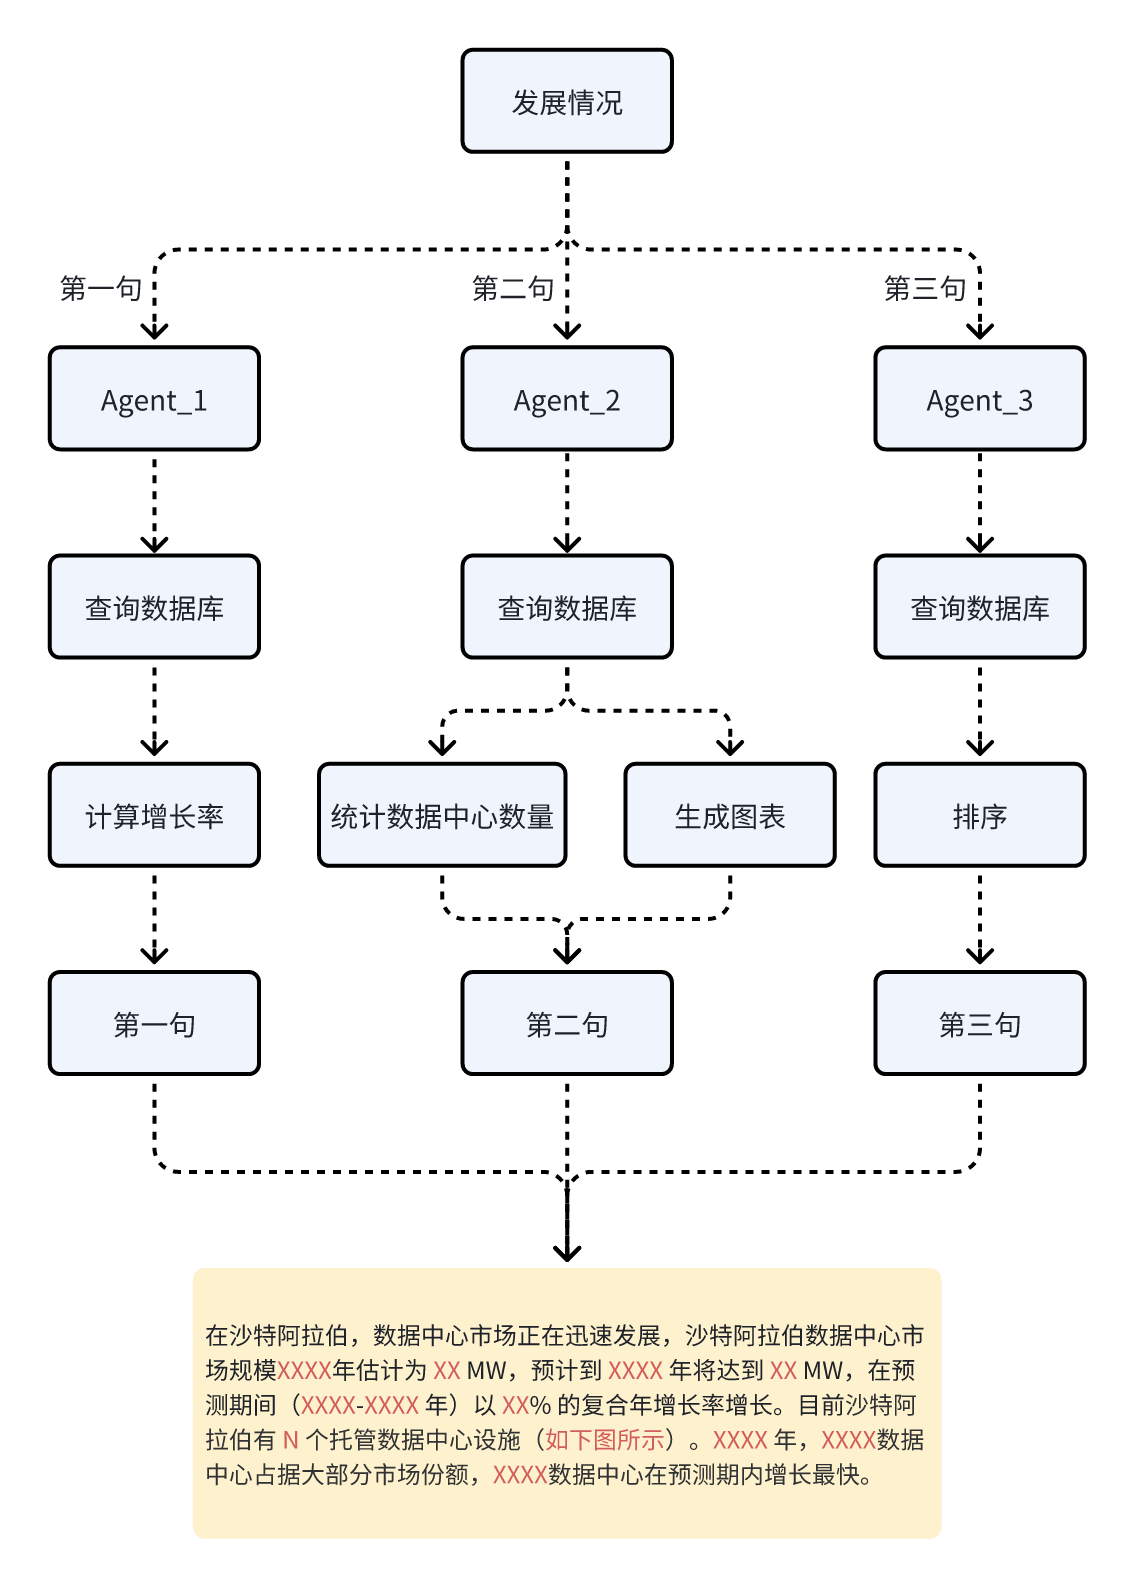 发展情况
第一句
第二句
第三句
Agent_1
Agent_2
Agent_3
查询数据库
查询数据库
查询数据库
计算增长率
统计数据中心数量
生成图表
排序
第一句
第二句
第三句
在沙特阿拉伯，数据中心市场正在迅速发展，沙特阿拉伯数据中心市
场规模XXXX年估计为 XX MW，预计到 XXXX 年将达到 XX MW，在预
测期间（XXXX-XXXX 年）以 XX% 的复合年增长率增长。目前沙特阿
拉伯有 N 个托管数据中心设施（如下图所示）。XXXX 年，XXXX数据
中心占据大部分市场份额，XXXX数据中心在预测期内增长最快。